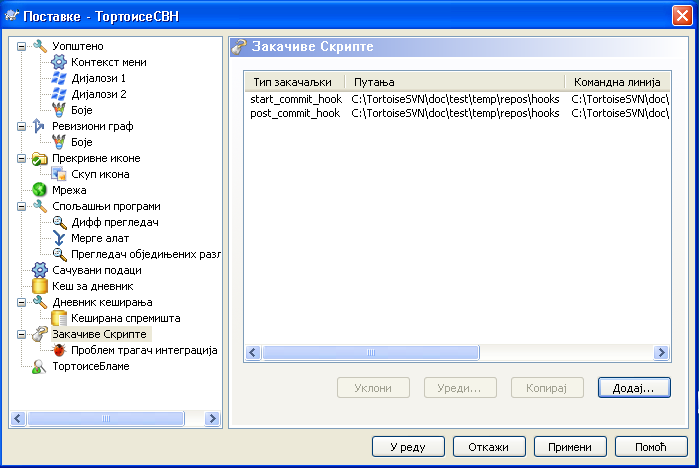 Поставке - ТортоисеСВН
Уопштено
Контекст мени
Дијалози 1
Дијалози 2
Боје
Ревизиони граф
Боје
Прекривне иконе
Скуп икона
Мрежа
Спољашњи програми
Дифф прегледач
Мерге алат
Прегледач обједињених разл
Сачувани подаци
Кеш за дневник
Дневник кеширања
Кеширана спремишта
Закачиве Скрипте
Проблем трагач интеграција
ТортоисеБламе
Закачиве Скрипте
Тип закачаљки Путања Командна линија
start_commit_hook C:\TortoiseSVN\doc\test\temp\repos\hooks C:\TortoiseSVN\doc\
post_commit_hook C:\TortoiseSVN\doc\test\temp\repos\hooks C:\TortoiseSVN\doc\
Уклони Уреди... Копирај Додај...
У реду Откажи Примени Помоћ